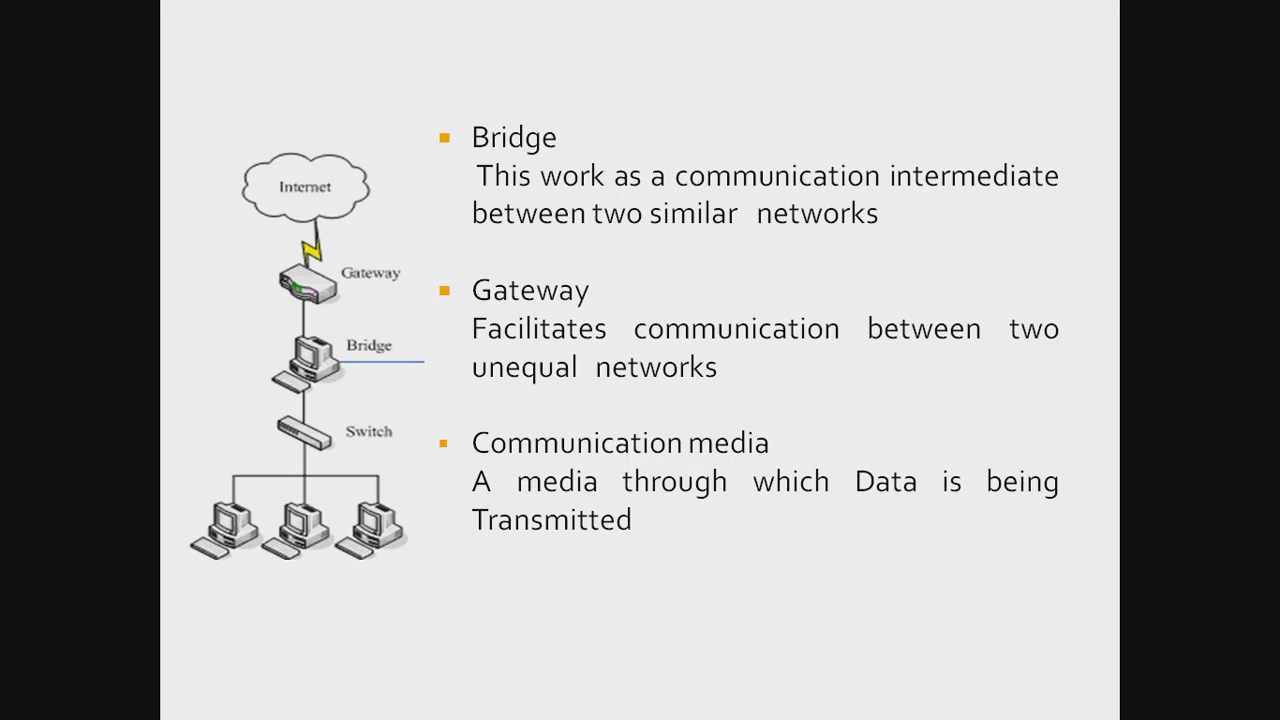 Internet
Gateway
Bridge
Switch
Bridge
This work as a communication intermediate
between two similar networks
Gateway
Facilitates communication between two
unequal networks
Communication media
A media through which Data is being
Transmitted